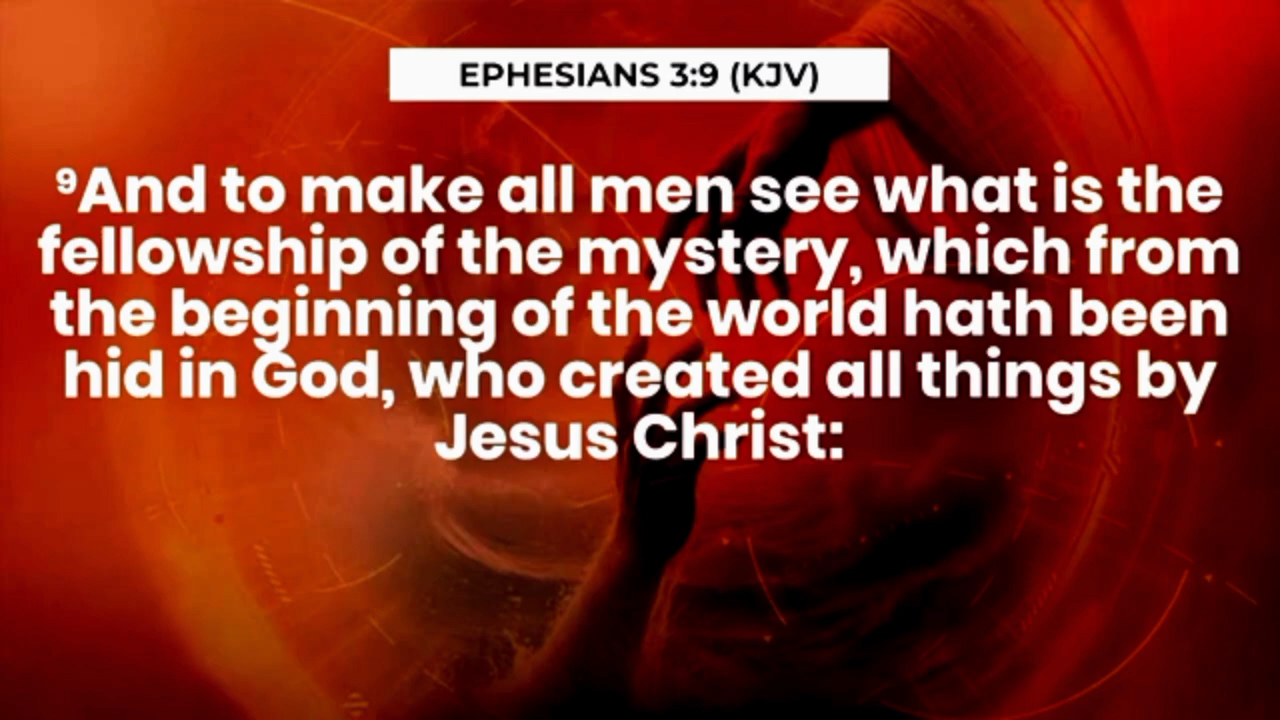 EPHESIANS 3:9 (KJV)
⁹And to make all men see what is the
fellowship of the mystery, which from
the beginning of the world hath been
hid in God, who created all things by
Jesus Christ: